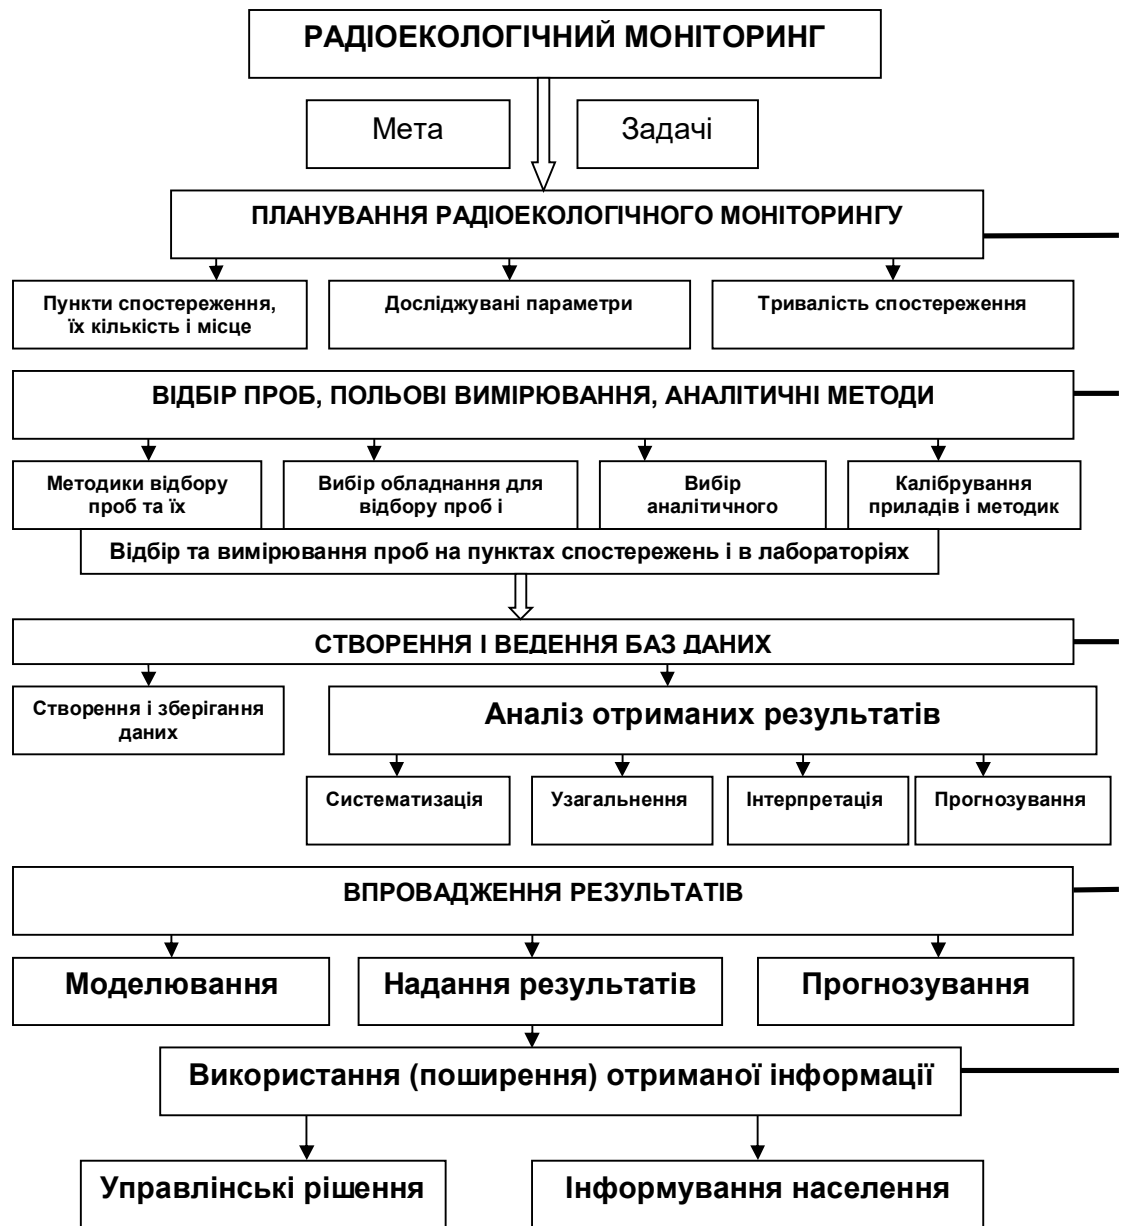 РАДІОЕКОЛОГІЧНИЙ МОНІТОРИНГ
Мета
Задачі
ПЛАНУВАННЯ РАДІОЕКОЛОГІЧНОГО МОНІТОРИНГУ
Пункти спостереження,
їх кількість і місце
Досліджувані параметри
Тривалість спостереження
ВІДБІР ПРОБ, ПОЛЬОВІ ВИМІРЮВАННЯ, АНАЛІТИЧНІ МЕТОДИ
Методики відбору
проб та їх
Вибір обладнання для
відбору проб і
Вибір
аналітичного
Калібрування
приладів і методик
Відбір та вимірювання проб на пунктах спостережень і в лабораторіях
СТВОРЕННЯ І ВЕДЕННЯ БАЗ ДАНИХ
Створення і зберігання
даних
Аналіз отриманих результатів
Систематизація
Узагальнення
Інтерпретація
Прогнозування
ВПРОВАДЖЕННЯ РЕЗУЛЬТАТІВ
Моделювання
Надання результатів
Прогнозування
Використання (поширення) отриманої інформації
Управлінські рішення
Інформування населення